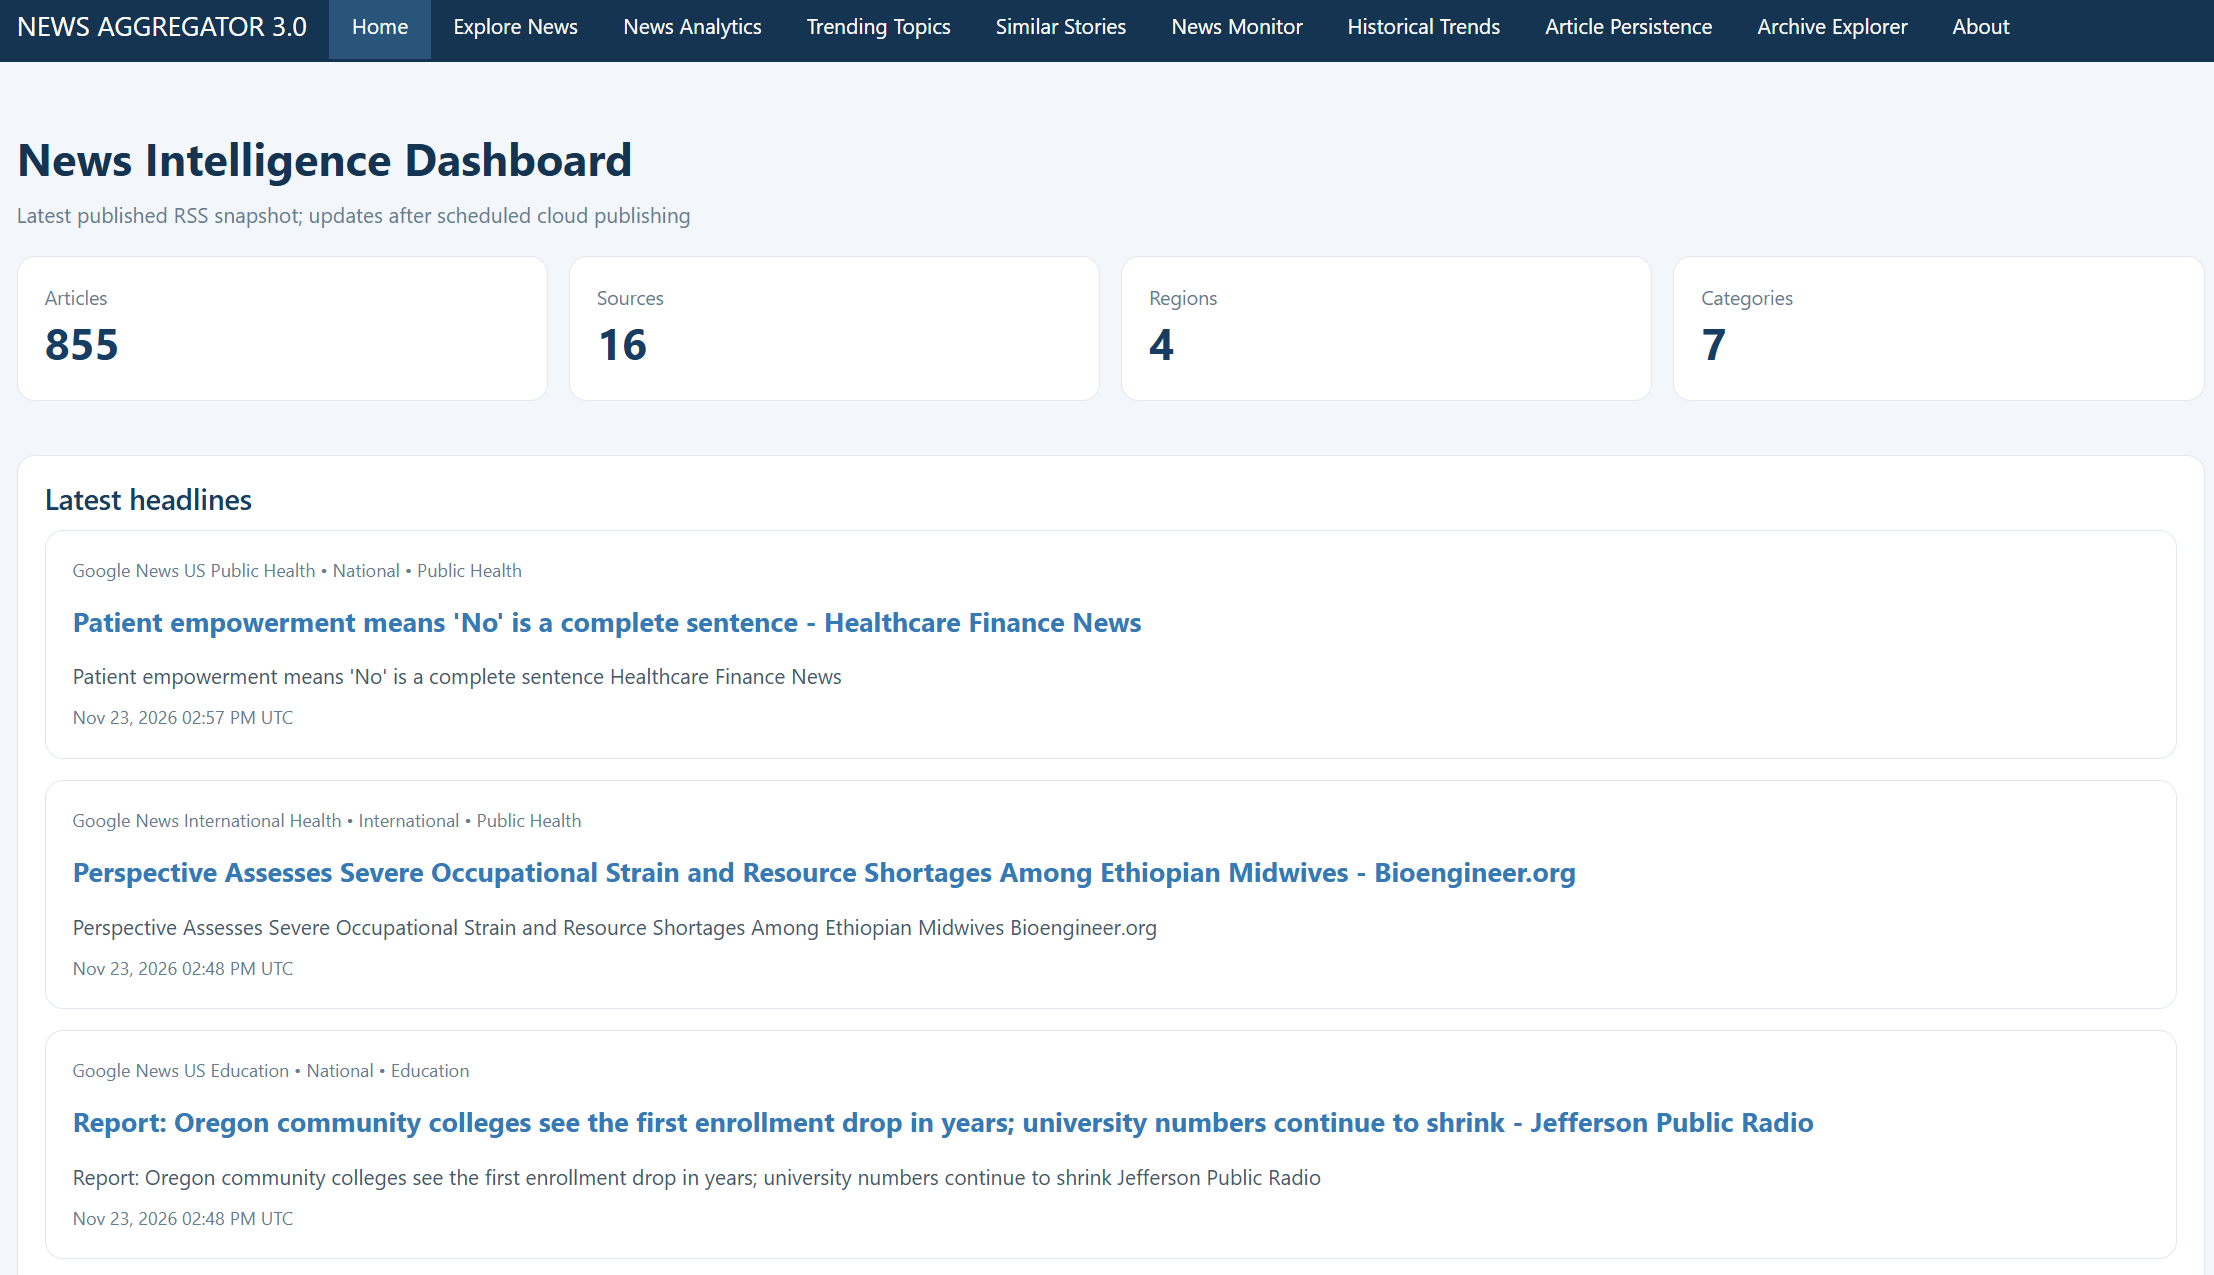 NEWS AGGREGATOR 3.0 Home Explore News News Analytics Trending Topics Similar Stories News Monitor Historical Trends Article Persistence Archive Explorer About
News Intelligence Dashboard
Latest published RSS snapshot; updates after scheduled cloud publishing
Articles
855
Sources
16
Regions
4
Categories
7
Latest headlines
Google News US Public Health • National • Public Health
Patient empowerment means 'No' is a complete sentence - Healthcare Finance News
Patient empowerment means 'No' is a complete sentence Healthcare Finance News
Nov 23, 2026 02:57 PM UTC
Google News International Health • International • Public Health
Perspective Assesses Severe Occupational Strain and Resource Shortages Among Ethiopian Midwives - Bioengineer.org
Perspective Assesses Severe Occupational Strain and Resource Shortages Among Ethiopian Midwives Bioengineer.org
Nov 23, 2026 02:48 PM UTC
Google News US Education • National • Education
Report: Oregon community colleges see the first enrollment drop in years; university numbers continue to shrink - Jefferson Public Radio
Report: Oregon community colleges see the first enrollment drop in years; university numbers continue to shrink Jefferson Public Radio
Nov 23, 2026 02:48 PM UTC